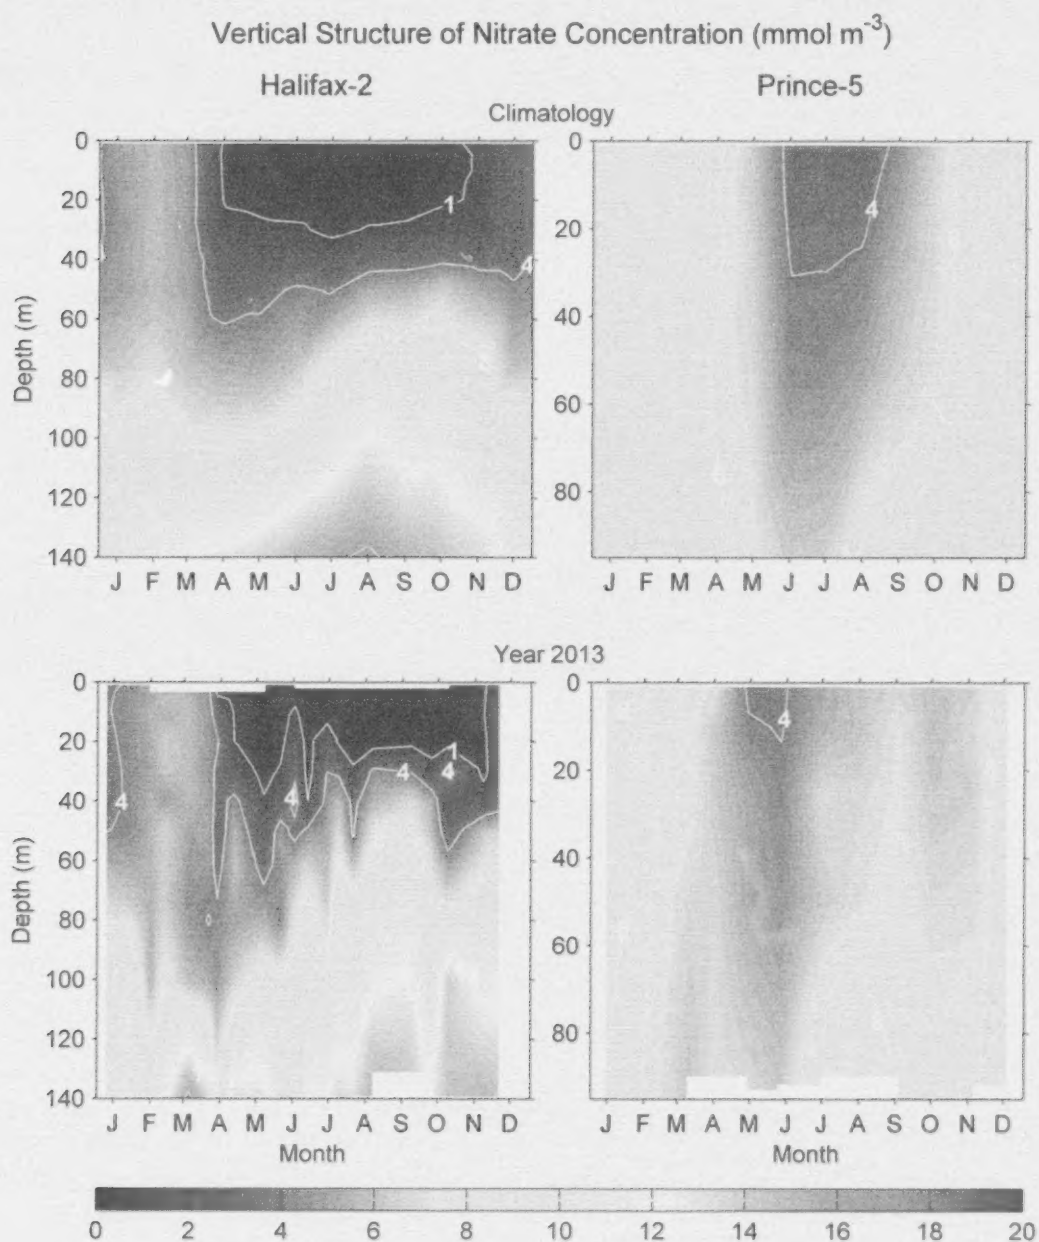 Vertical Structure of Nitrate Concentration (mmol m⁻³)
Halifax-2
Prince-5
Climatology
0
20
40
60
80
100
120
140
Depth (m)
1
4
J F M A M J J A S O N D
0
20
40
60
80
4
J F M A M J J A S O N D
Year 2013
0
20
40
60
80
100
120
140
Depth (m)
4
4
4
1
4
J F M A M J J A S O N D
Month
0
20
40
60
80
4
J F M A M J J A S O N D
Month
0 2 4 6 8 10 12 14 16 18 20